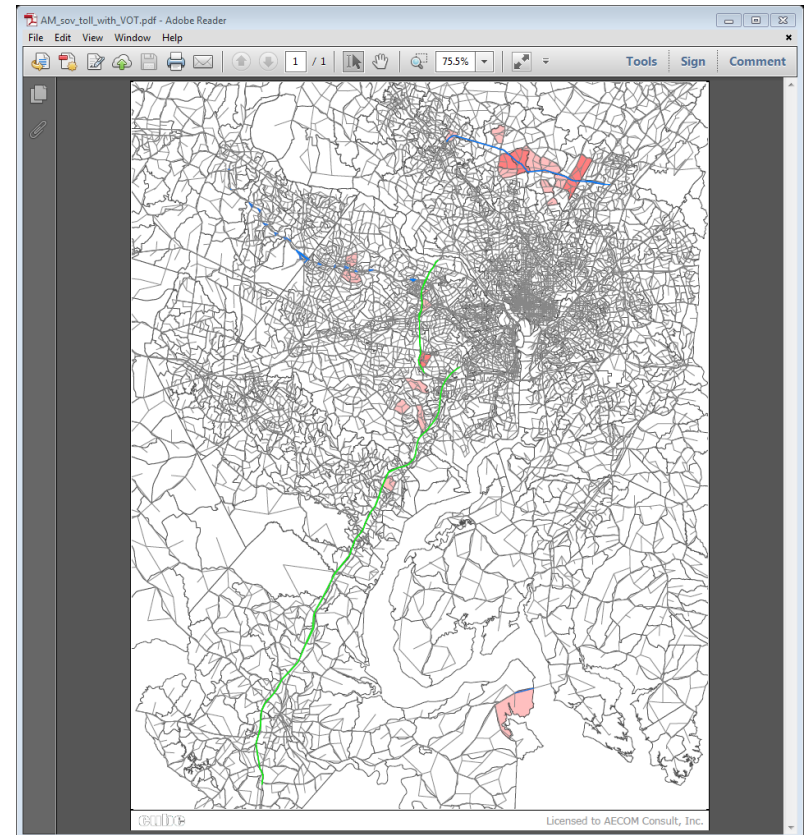 AM_sov_toll_with_VOT.pdf - Adobe Reader
File Edit View Window Help
1 / 1 75.5% Tools Sign Comment
cube Licensed to AECOM Consult, Inc.